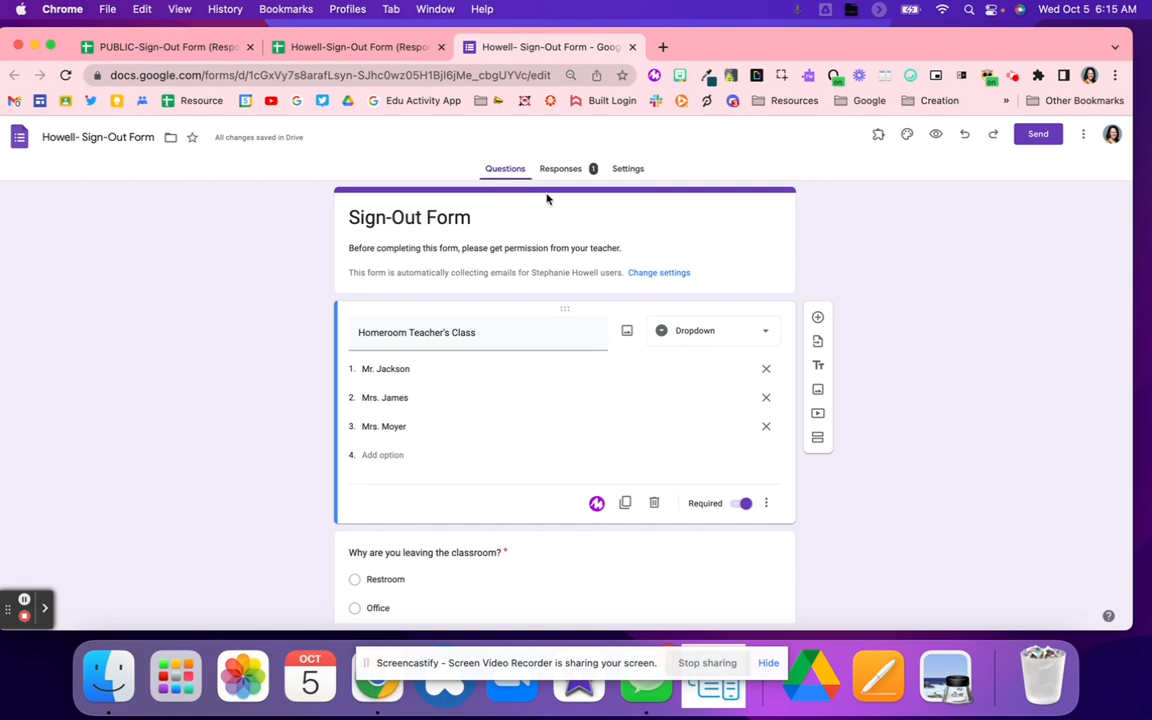 Chrome File Edit View History Bookmarks Profiles Tab Window Help Wed Oct 5 6:15 AM
PUBLIC-Sign-Out Form (Respo Howell-Sign-Out Form (Respor Howell- Sign-Out Form - Goog
docs.google.com/forms/d/1cGxVy7s8arafLsyn-SJhc0wz05H1BjI6jMe_cbgUYVc/edit
Resource Edu Activity App Built Login Resources Google Creation » Other Bookmarks
Howell- Sign-Out Form All changes saved in Drive Send
Questions Responses 1 Settings
Sign-Out Form
Before completing this form, please get permission from your teacher.
This form is automatically collecting emails for Stephanie Howell users. Change settings
Homeroom Teacher's Class Dropdown
1. Mr. Jackson
2. Mrs. James
3. Mrs. Moyer
4. Add option
Required
Why are you leaving the classroom? *
Restroom
Office
OCT
5
Screencastify - Screen Video Recorder is sharing your screen. Stop sharing Hide